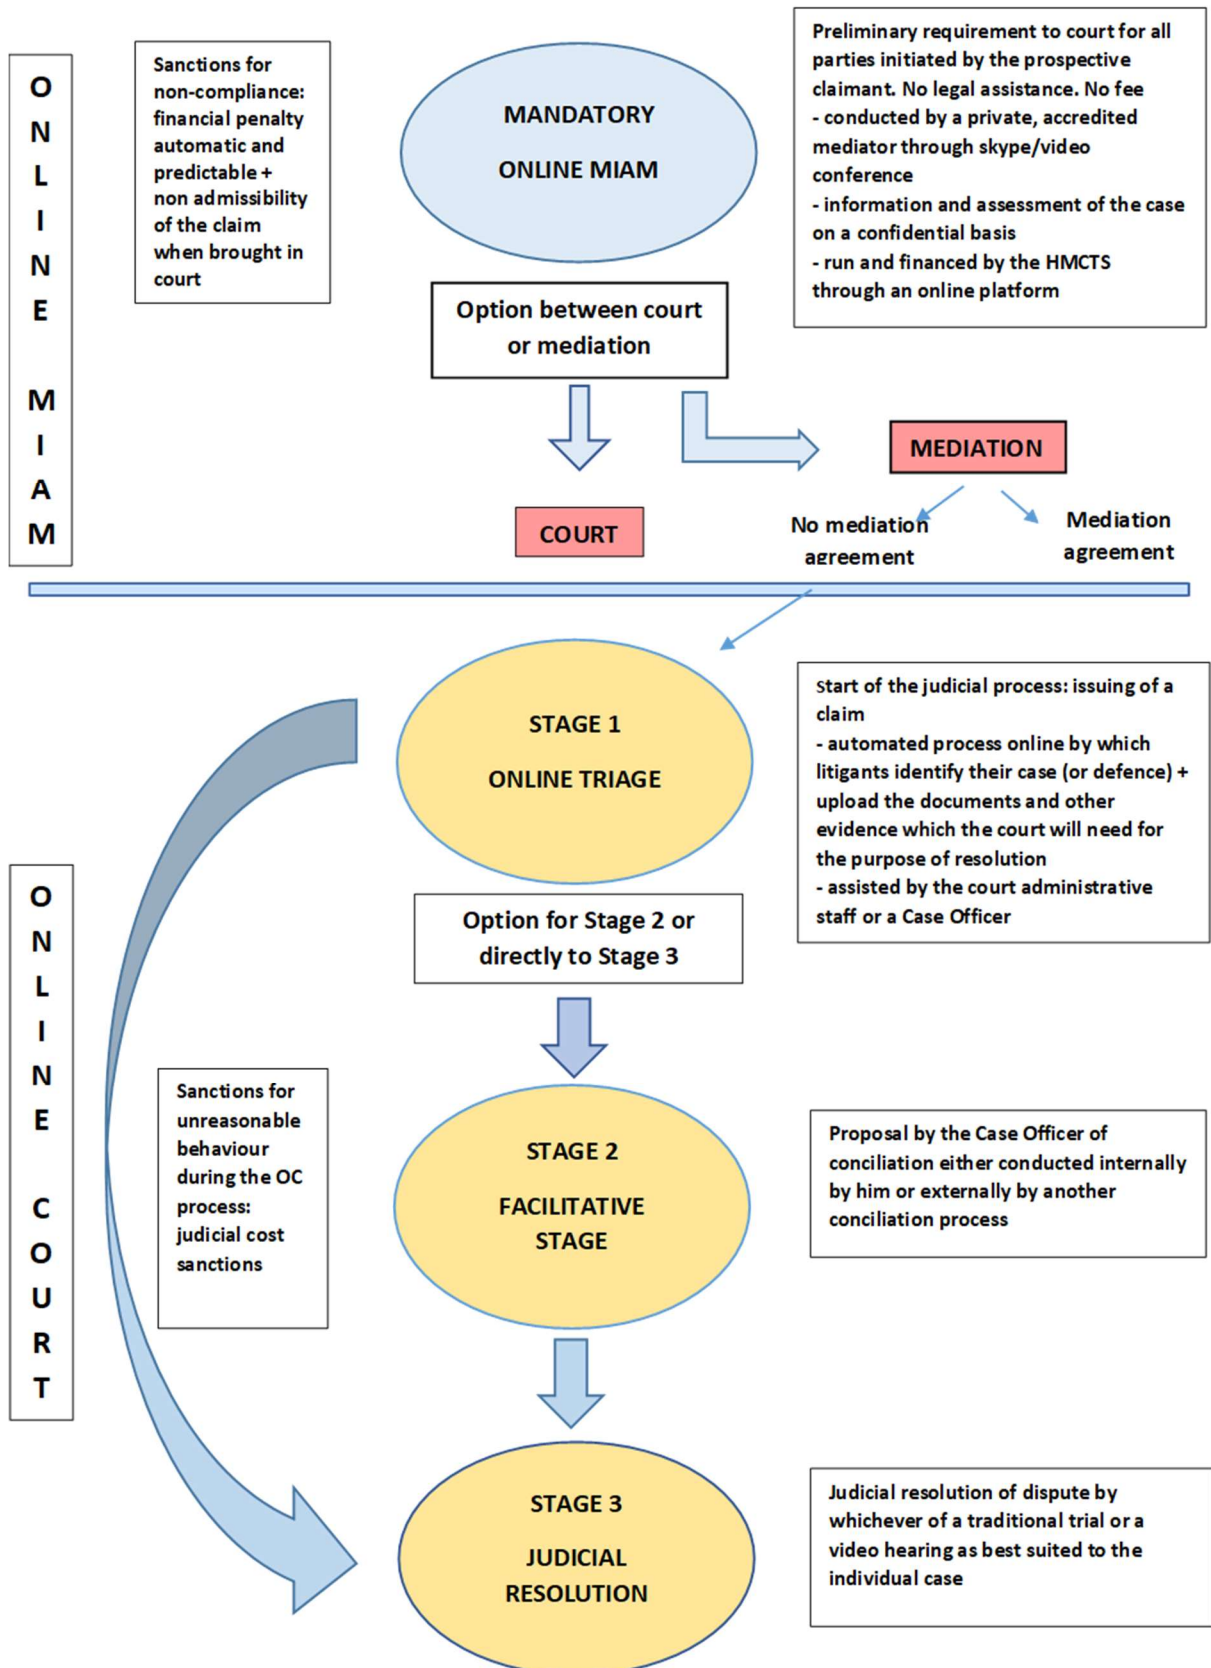 ONLINE MIAM
Sanctions for
non-compliance:
financial penalty
automatic and
predictable +
non admissibility
of the claim
when brought in
court
MANDATORY
ONLINE MIAM
Preliminary requirement to court for all
parties initiated by the prospective
claimant. No legal assistance. No fee
- conducted by a private, accredited
mediator through skype/video
conference
- information and assessment of the case
on a confidential basis
- run and financed by the HMCTS
through an online platform
Option between court
or mediation
MEDIATION
COURT
No mediation
agreement
Mediation
agreement
ONLINE COURT
STAGE 1
ONLINE TRIAGE
Start of the judicial process: issuing of a
claim
- automated process online by which
litigants identify their case (or defence) +
upload the documents and other
evidence which the court will need for
the purpose of resolution
- assisted by the court administrative
staff or a Case Officer
Option for Stage 2 or
directly to Stage 3
Sanctions for
unreasonable
behaviour
during the OC
process:
judicial cost
sanctions
STAGE 2
FACILITATIVE
STAGE
Proposal by the Case Officer of
conciliation either conducted internally
by him or externally by another
conciliation process
STAGE 3
JUDICIAL
RESOLUTION
Judicial resolution of dispute by
whichever of a traditional trial or a
video hearing as best suited to the
individual case